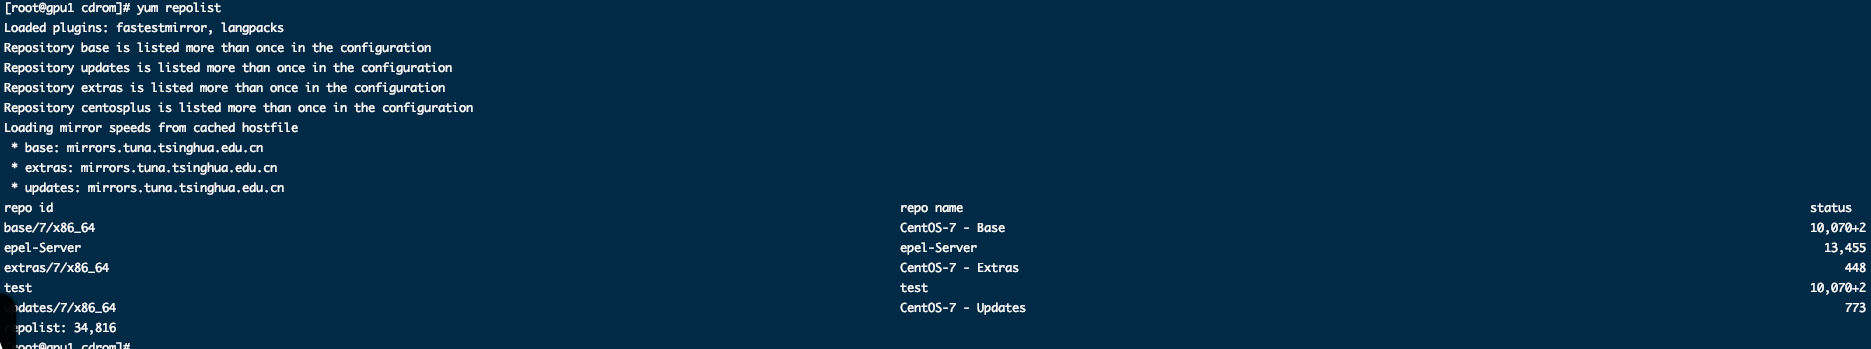 [root@gpu1 cdrom]# yum repolist
Loaded plugins: fastestmirror, langpacks
Repository base is listed more than once in the configuration
Repository updates is listed more than once in the configuration
Repository extras is listed more than once in the configuration
Repository centosplus is listed more than once in the configuration
Loading mirror speeds from cached hostfile
* base: mirrors.tuna.tsinghua.edu.cn
* extras: mirrors.tuna.tsinghua.edu.cn
* updates: mirrors.tuna.tsinghua.edu.cn
repo id repo name status
base/7/x86_64 CentOS-7 - Base 10,070+2
epel-Server epel-Server 13,455
extras/7/x86_64 CentOS-7 - Extras 448
test test 10,070+2
updates/7/x86_64 CentOS-7 - Updates 773
repolist: 34,816
[root@gpu1 cdrom]#